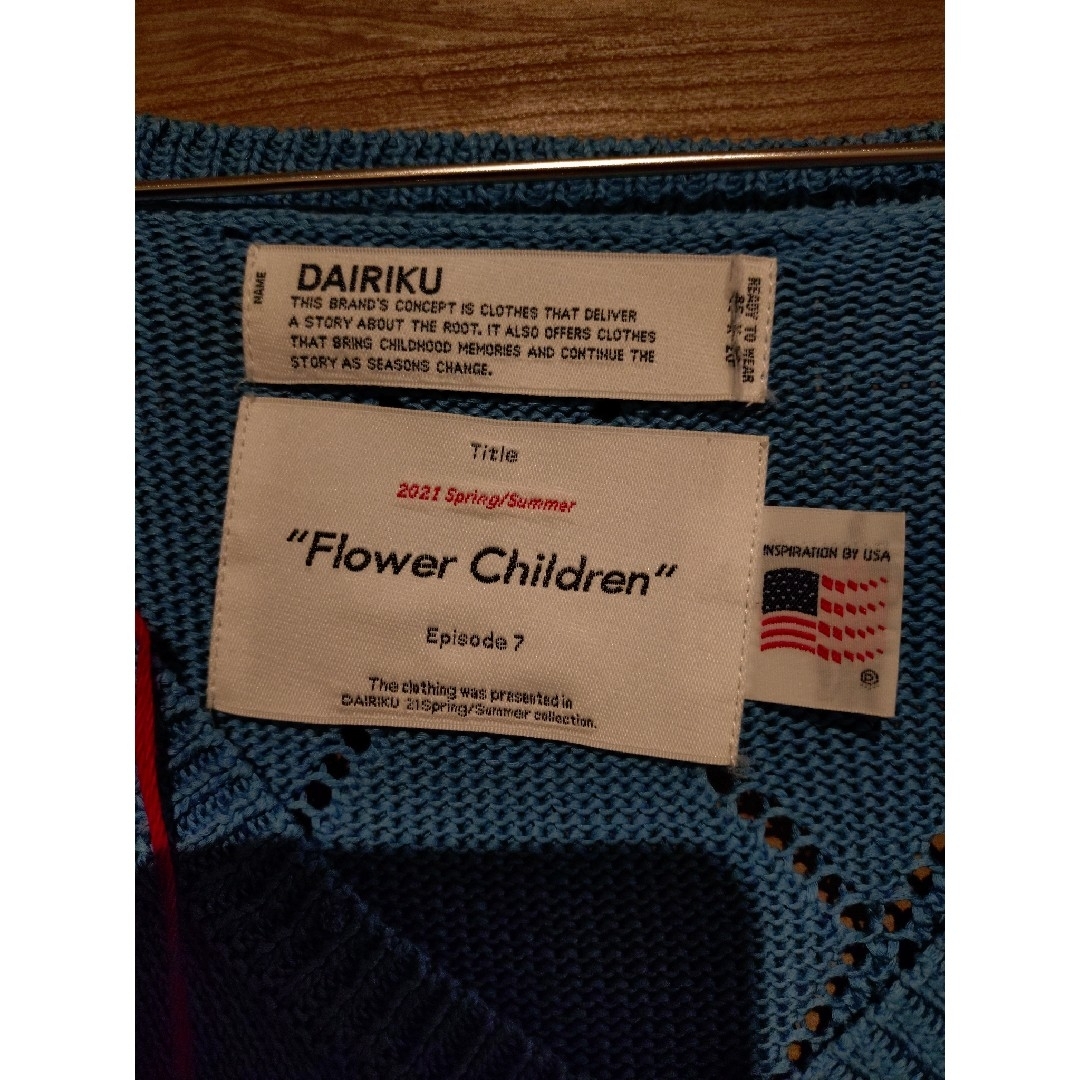 NAME
DAIRIKU
THIS BRAND'S CONCEPT IS CLOTHES THAT DELIVER
A STORY ABOUT THE ROOT. IT ALSO OFFERS CLOTHES
THAT BRING CHILDHOOD MEMORIES AND CONTINUE THE
STORY AS SEASONS CHANGE.
READY TO WEAR
Title
2021 Spring/Summer
"Flower Children"
Episode 7
The clothing was presented in
DAIRIKU 21Spring/Summer collection.
INSPIRATION BY USA